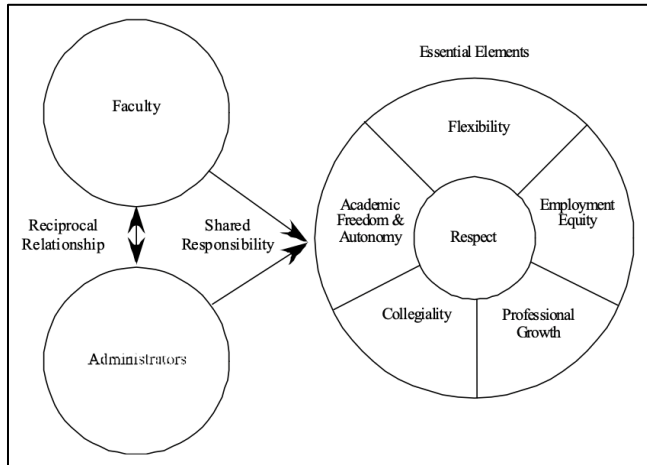 Essential Elements
Faculty
Flexibility
Reciprocal
Relationship
Shared
Responsibility
Academic
Freedom &
Autonomy
Respect
Employment
Equity
Collegiality
Professional
Growth
Administrators